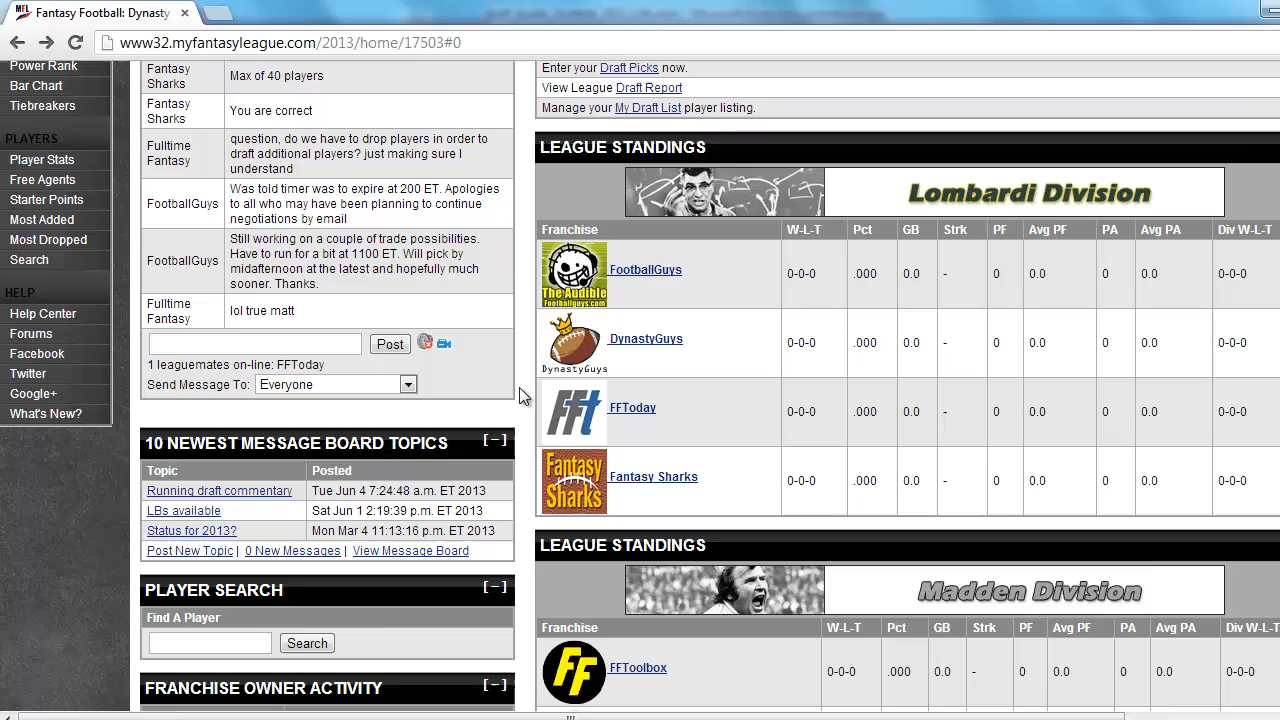 MFL Fantasy Football: Dynasty
www32.myfantasyleague.com/2013/home/17503#0
Power Rank
Bar Chart
Tiebreakers
PLAYERS
Player Stats
Free Agents
Starter Points
Most Added
Most Dropped
Search
HELP
Help Center
Forums
Facebook
Twitter
Google+
What's New?
Fantasy
Sharks
Max of 40 players
Fantasy
Sharks
You are correct
Fulltime
Fantasy
question, do we have to drop players in order to
draft additional players? just making sure I
understand
FootballGuys
Was told timer was to expire at 200 ET. Apologies
to all who may have been planning to continue
negotiations by email
FootballGuys
Still working on a couple of trade possibilities.
Have to run for a bit at 1100 ET. Will pick by
midafternoon at the latest and hopefully much
sooner. Thanks.
Fulltime
Fantasy
lol true matt
Post
1 leaguemates on-line: FFToday
Send Message To: Everyone
10 NEWEST MESSAGE BOARD TOPICS [-]
Topic Posted
Running draft commentary Tue Jun 4 7:24:48 a.m. ET 2013
LBs available Sat Jun 1 2:19:39 p.m. ET 2013
Status for 2013? Mon Mar 4 11:13:16 p.m. ET 2013
Post New Topic | 0 New Messages | View Message Board
PLAYER SEARCH [-]
Find A Player
Search
FRANCHISE OWNER ACTIVITY [-]
Enter your Draft Picks now.
View League Draft Report
Manage your My Draft List player listing.
LEAGUE STANDINGS
Lombardi Division
Franchise W-L-T Pct GB Strk PF Avg PF PA Avg PA Div W-L-T
The Audible
Footballguys.com
FootballGuys 0-0-0 .000 0.0 - 0 0.0 0 0.0 0-0-0
DynastyGuys
DynastyGuys 0-0-0 .000 0.0 - 0 0.0 0 0.0 0-0-0
FFt
FFToday 0-0-0 .000 0.0 - 0 0.0 0 0.0 0-0-0
Fantasy
Sharks
Fantasy Sharks 0-0-0 .000 0.0 - 0 0.0 0 0.0 0-0-0
LEAGUE STANDINGS
Madden Division
Franchise W-L-T Pct GB Strk PF Avg PF PA Avg PA Div W-L-T
FF
FFToolbox 0-0-0 .000 0.0 - 0 0.0 0 0.0 0-0-0